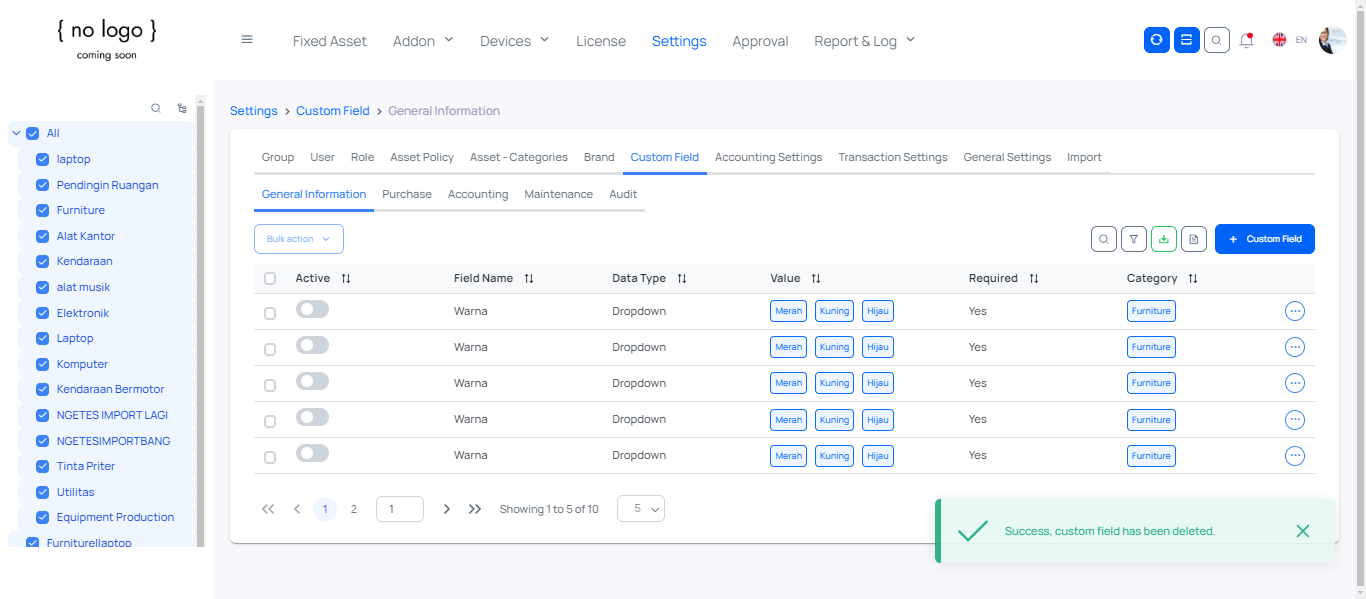 { no logo }
coming soon
Fixed Asset Addon Devices License Settings Approval Report & Log EN
Settings > Custom Field > General Information
All
laptop
Pendingin Ruangan
Furniture
Alat Kantor
Kendaraan
alat musik
Elektronik
Laptop
Komputer
Kendaraan Bermotor
NGETES IMPORT LAGI
NGETESIMPORTBANG
Tinta Priter
Utilitas
Equipment Production
Furniturellaptop
Group User Role Asset Policy Asset - Categories Brand Custom Field Accounting Settings Transaction Settings General Settings Import
General Information Purchase Accounting Maintenance Audit
Bulk action + Custom Field
Active Field Name Data Type Value Required Category
Warna Dropdown Merah Kuning Hijau Yes Furniture
Warna Dropdown Merah Kuning Hijau Yes Furniture
Warna Dropdown Merah Kuning Hijau Yes Furniture
Warna Dropdown Merah Kuning Hijau Yes Furniture
Warna Dropdown Merah Kuning Hijau Yes Furniture
1 2 1 Showing 1 to 5 of 10 5
Success, custom field has been deleted.